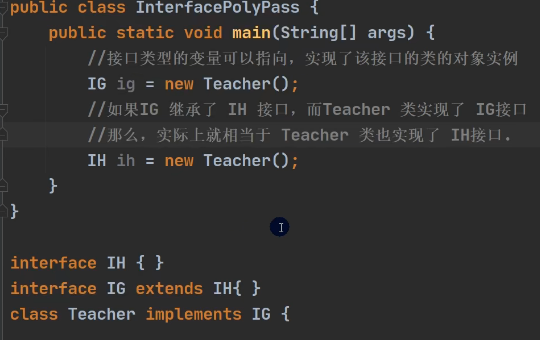 public class InterfacePolyPass {
public static void main(String[] args) {
//接口类型的变量可以指向，实现了该接口的类的对象实例
IG ig = new Teacher();
//如果IG 继承了 IH 接口，而Teacher 类实现了 IG接口
//那么，实际上就相当于 Teacher 类也实现了 IH接口.
IH ih = new Teacher();
}
}
interface IH { }
interface IG extends IH{ }
class Teacher implements IG {